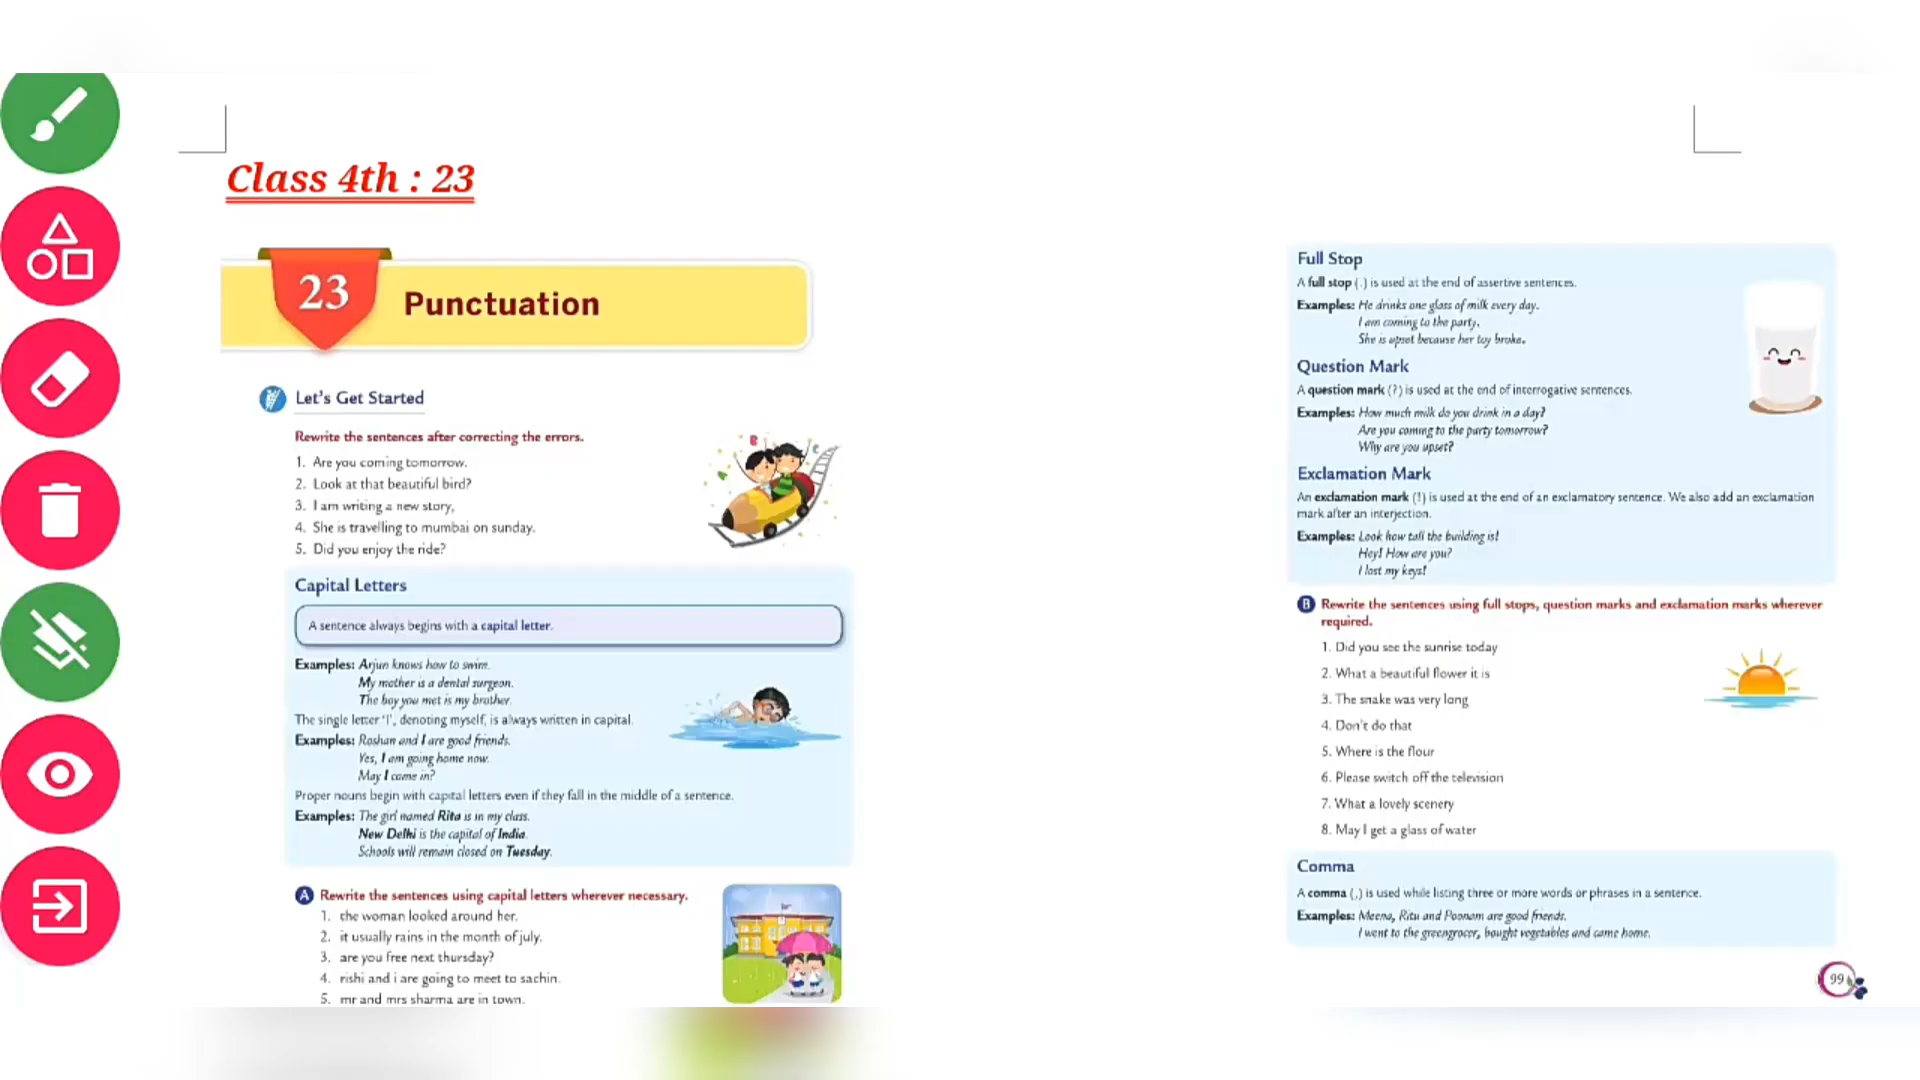 Class 4th : 23
23
Punctuation
Let's Get Started
Rewrite the sentences after correcting the errors.
1. Are you coming tomorrow.
2. Look at that beautiful bird?
3. I am writing a new story,
4. She is travelling to mumbai on sunday.
5. Did you enjoy the ride?
Capital Letters
A sentence always begins with a capital letter.
Examples: Arjun knows how to swim.
My mother is a dental surgeon.
The boy you met is my brother.
The single letter 'I', denoting myself, is always written in capital.
Examples: Roshan and I are good friends.
Yes, I am going home now.
May I come in?
Proper nouns begin with capital letters even if they fall in the middle of a sentence.
Examples: The girl named Rita is in my class.
New Delhi is the capital of India.
Schools will remain closed on Tuesday.
A Rewrite the sentences using capital letters wherever necessary.
1. the woman looked around her.
2. it usually rains in the month of july.
3. are you free next thursday?
4. rishi and i are going to meet to sachin.
5. mr and mrs sharma are in town.
Full Stop
A full stop (.) is used at the end of assertive sentences.
Examples: He drinks one glass of milk every day.
I am coming to the party.
She is upset because her toy broke.
Question Mark
A question mark (?) is used at the end of interrogative sentences.
Examples: How much milk do you drink in a day?
Are you coming to the party tomorrow?
Why are you upset?
Exclamation Mark
An exclamation mark (!) is used at the end of an exclamatory sentence. We also add an exclamation
mark after an interjection.
Examples: Look how tall the building is!
Hey! How are you?
I lost my keys!
B Rewrite the sentences using full stops, question marks and exclamation marks wherever
required.
1. Did you see the sunrise today
2. What a beautiful flower it is
3. The snake was very long
4. Don't do that
5. Where is the flour
6. Please switch off the television
7. What a lovely scenery
8. May I get a glass of water
Comma
A comma (,) is used while listing three or more words or phrases in a sentence.
Examples: Meena, Ritu and Poonam are good friends.
I went to the greengrocer, bought vegetables and came home.
99